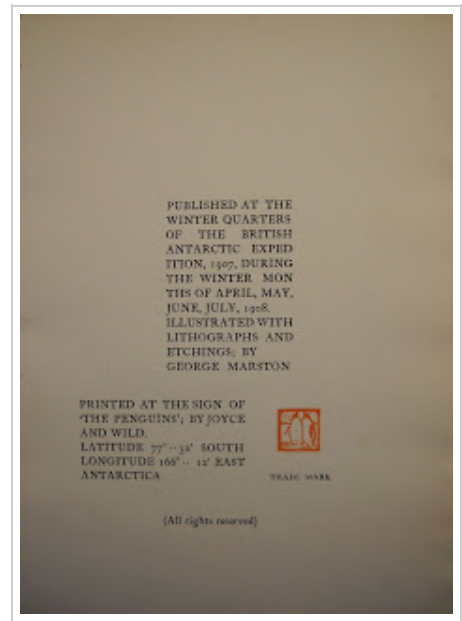 PUBLISHED AT THE
WINTER QUARTERS
OF THE BRITISH
ANTARCTIC EXPED
ITION, 1907, DURING
THE WINTER MON
THS OF APRIL, MAY,
JUNE, JULY, 1908.
ILLUSTRATED WITH
LITHOGRAPHS AND
ETCHINGS; BY
GEORGE MARSTON
PRINTED AT THE SIGN OF
'THE PENGUINS'; BY JOYCE
AND WILD.
LATITUDE 77° ·· 32' SOUTH
LONGITUDE 166° ·· 12' EAST
ANTARCTICA
TRADE MARK
(All rights reserved)